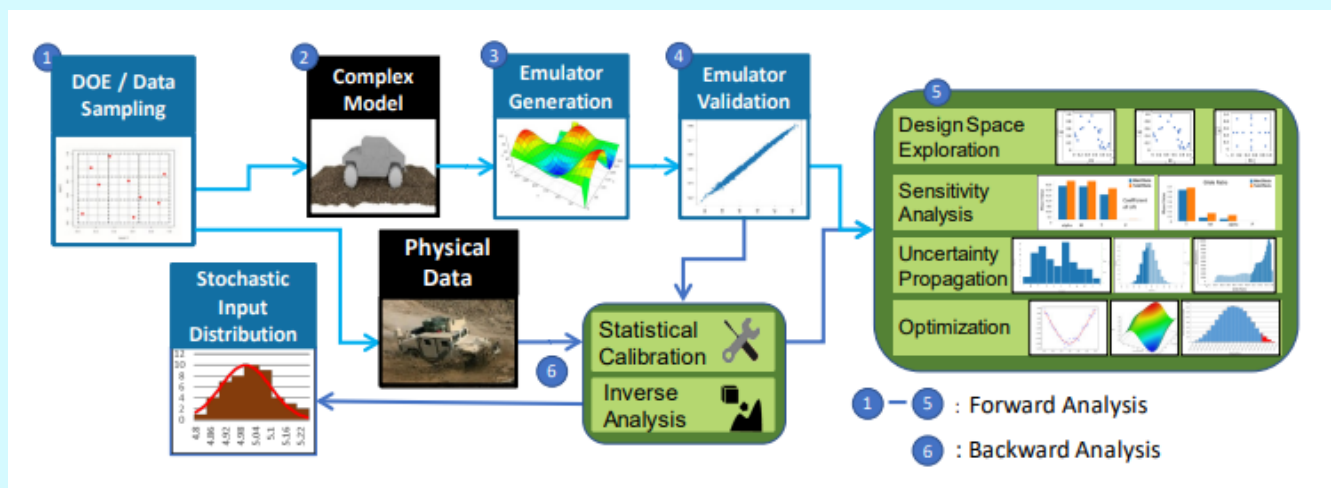 1
DOE / Data
Sampling
2
Complex
Model
3
Emulator
Generation
4
Emulator
Validation
5
Design Space
Exploration
Sensitivity
Analysis
Uncertainty
Propagation
Optimization
Physical
Data
Stochastic
Input
Distribution
12
10
8
6
4
2
0
4.8
4.86
4.92
4.98
5.04
5.1
5.16
5.22
6
Statistical
Calibration
Inverse
Analysis
1 – 5 : Forward Analysis
6 : Backward Analysis